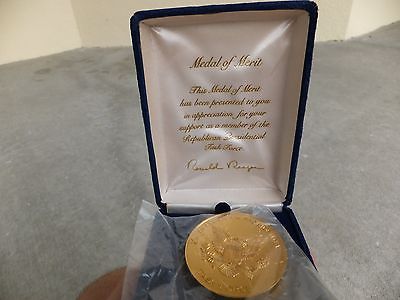 Medal of Merit
This Medal of Merit
has been presented to you
in appreciation, for your
support as a member of the
Republican Presidential
Task Force
Ronald Reagan